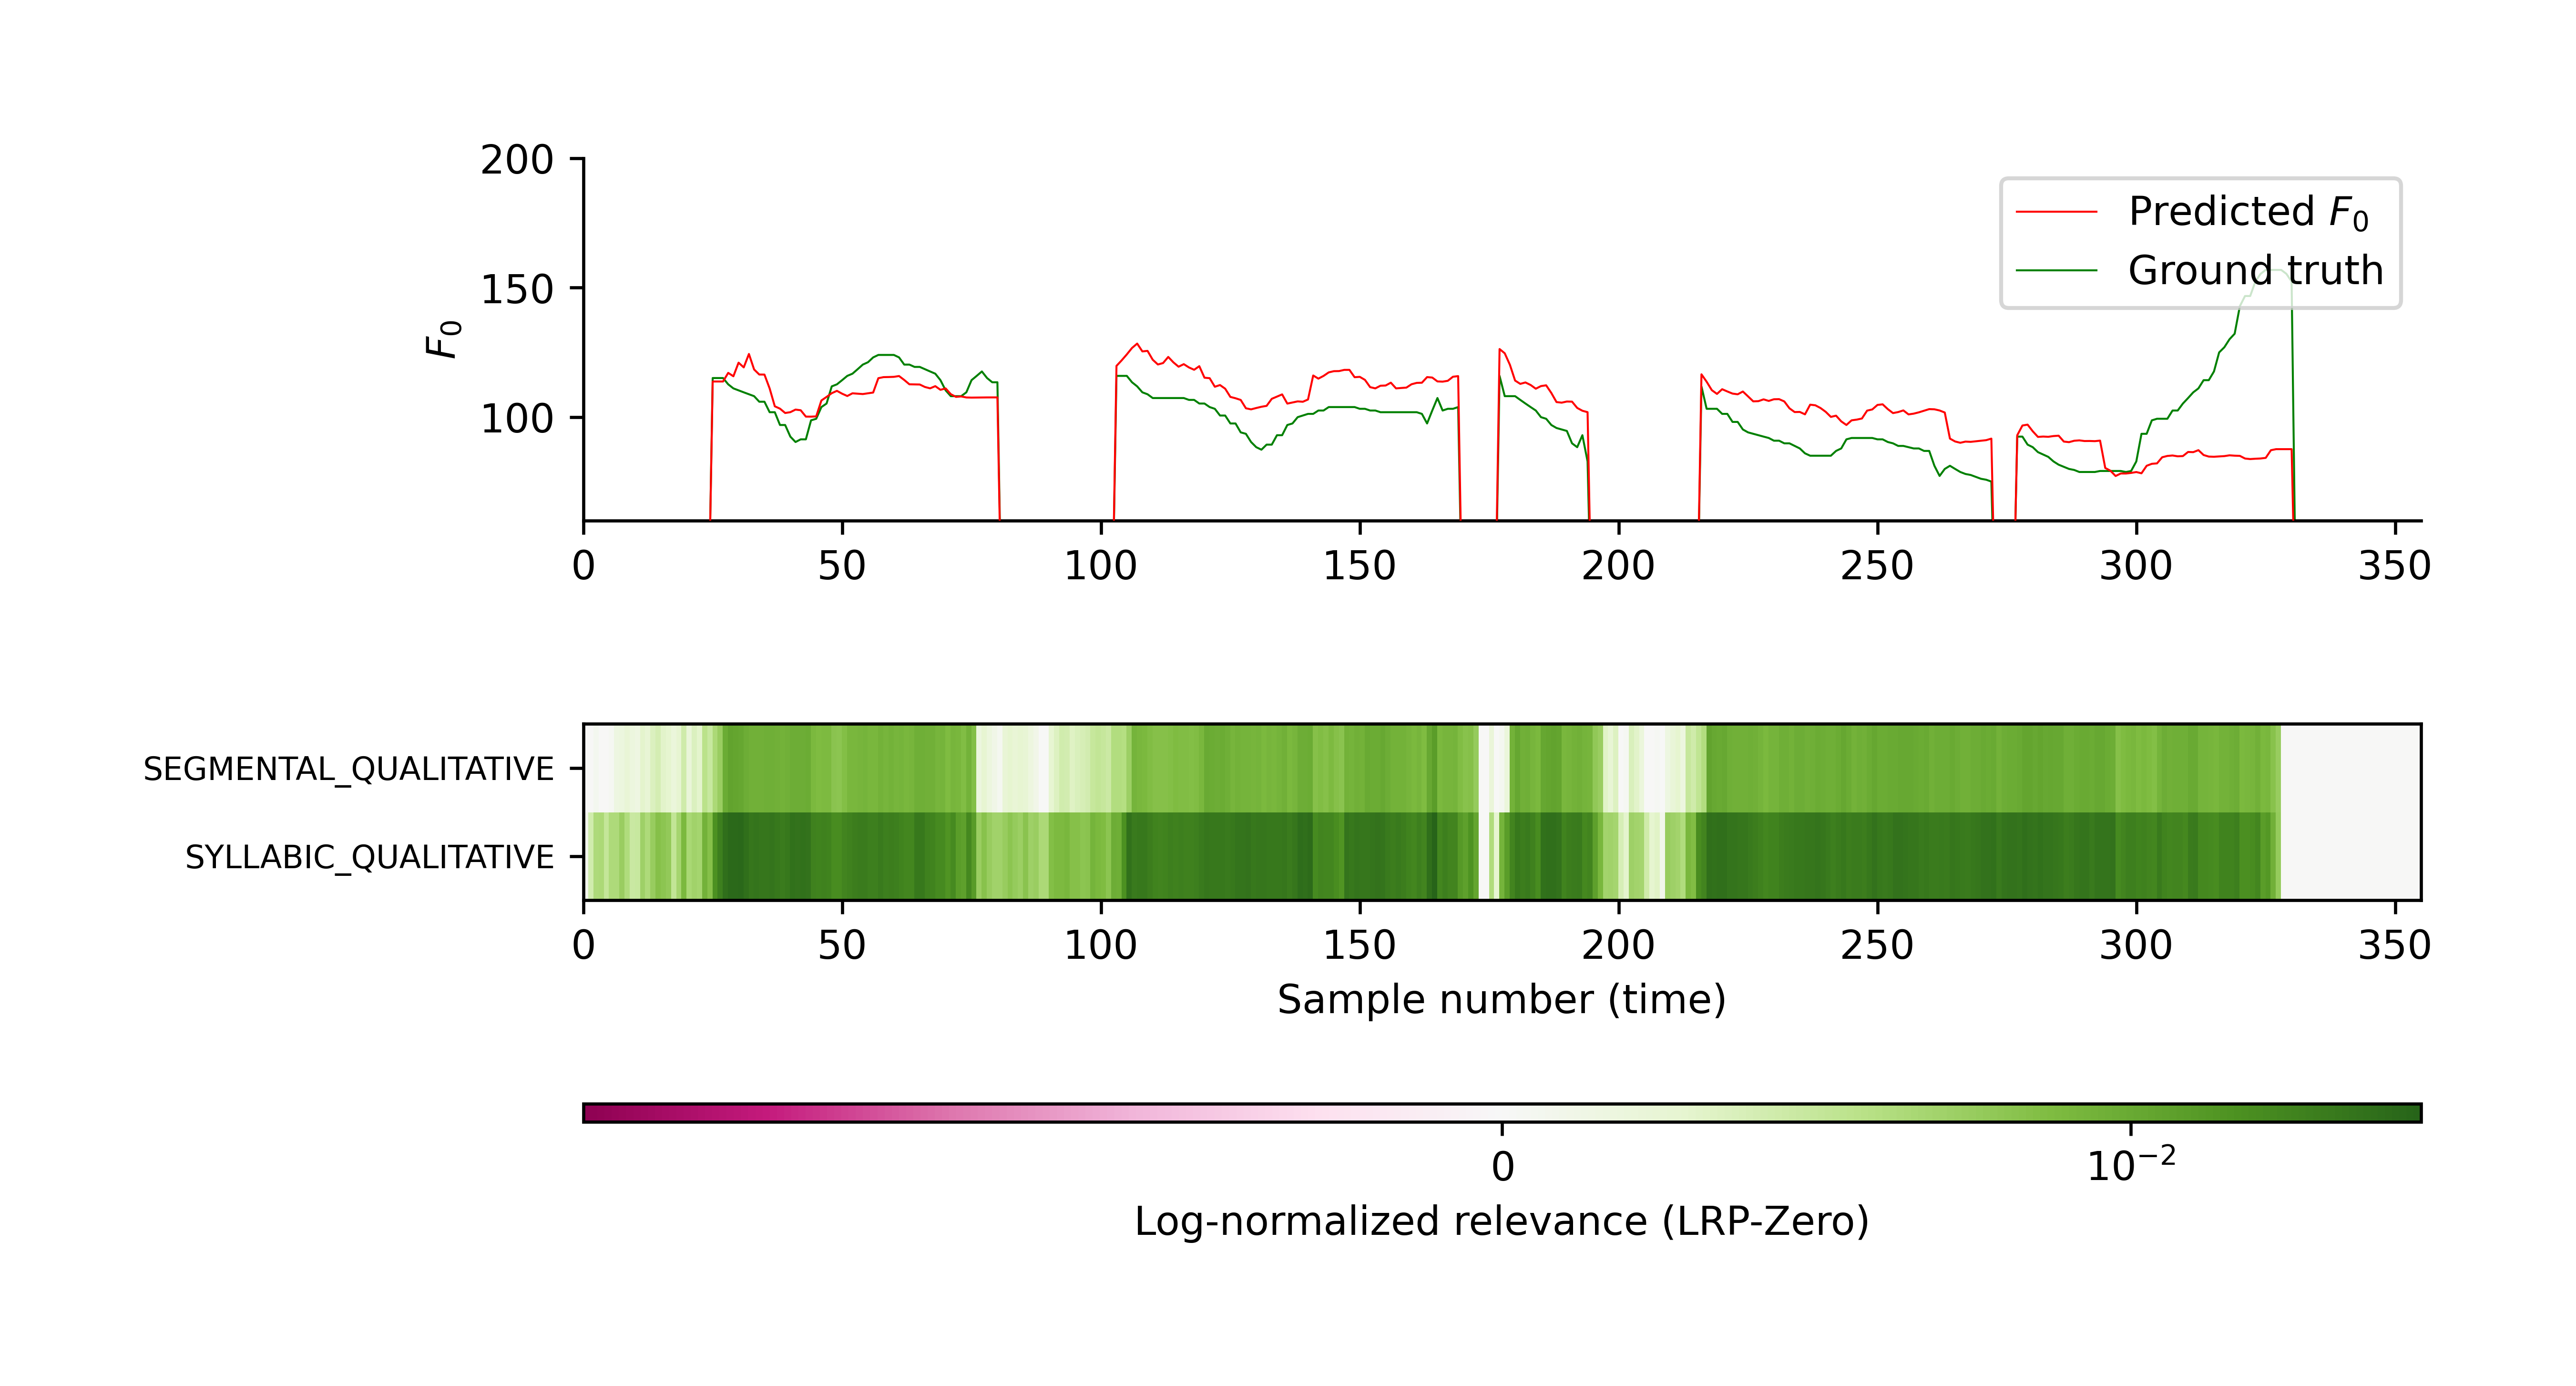 200
150
100
F₀
Predicted F₀
Ground truth
0 50 100 150 200 250 300 350
SEGMENTAL_QUALITATIVE
SYLLABIC_QUALITATIVE
0 50 100 150 200 250 300 350
Sample number (time)
0 10⁻²
Log-normalized relevance (LRP-Zero)